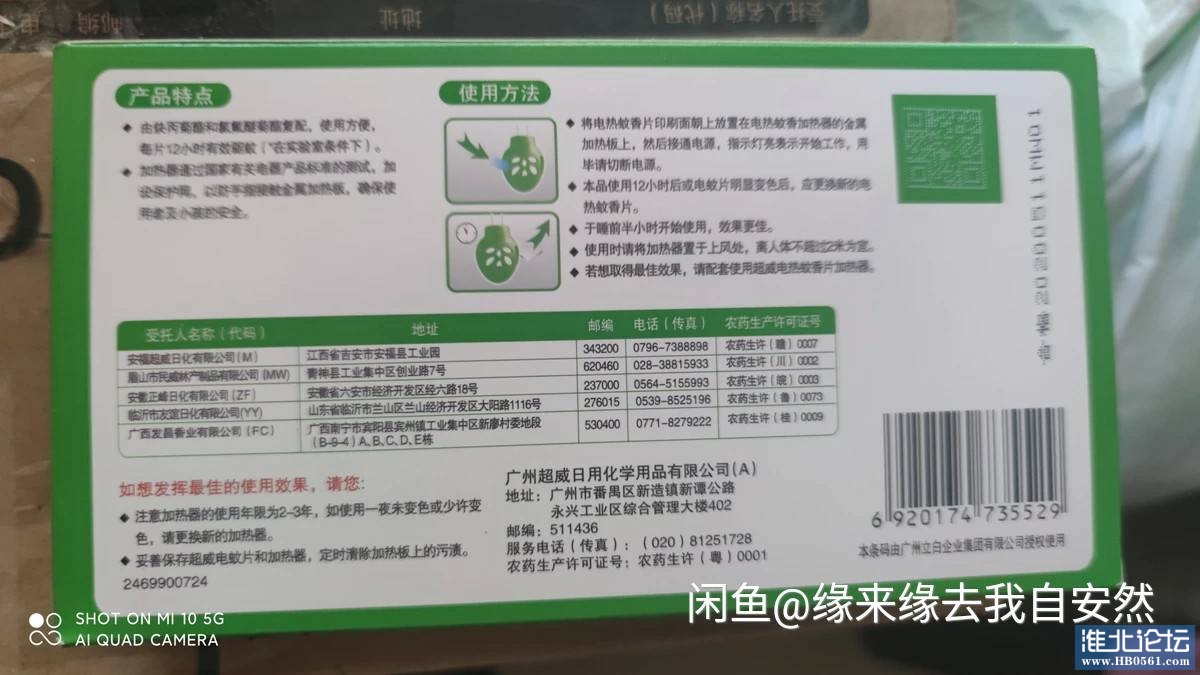 受托人名称(代码)
地址
邮编
产品特点
◆ 由炔丙菊酯和氯氟醚菊酯复配,使用方便,
每片12小时有效驱蚊(*在实验室条件下)。
◆ 加热器通过国家有关电器产品标准的测试,加
设保护网,以防手指接触金属加热板,确保使
用者及小孩的安全。
使用方法
◆ 将电热蚊香片印刷面朝上放置在电热蚊香加热器的金属
加热板上,然后接通电源,指示灯亮表示开始工作。用
毕请切断电源。
◆ 本品使用12小时后或电蚊片明显变色后,应更换新的电
热蚊香片。
◆ 于睡前半小时开始使用,效果更佳。
◆ 使用时请将加热器置于上风处,离人体不超过2米为宜。
◆ 若想取得最佳效果,请配套使用超威电热蚊香片加热器。
受托人名称(代码) 地址 邮编 电话(传真) 农药生产许可证号
安福超威日化有限公司(M) 江西省吉安市安福县工业园 343200 0796-7388898 农药生许(赣)0007
眉山市民威林产制品有限公司(MW) 青神县工业集中区创业路7号 620460 028-38815933 农药生许(川)0002
安徽正峰日化有限公司(ZF) 安徽省六安市经济开发区经六路18号 237000 0564-5155993 农药生许(皖)0003
临沂市友谊日化有限公司(YY) 山东省临沂市兰山区兰山经济开发区大阳路1116号 276015 0539-8525196 农药生许(鲁)0073
广西发昌香业有限公司(FC) 广西南宁市宾阳县宾州镇工业集中区新廖村委地段
(B-9-4)A、B、C、D、E栋 530400 0771-8279222 农药生许(桂)0009
如想发挥最佳的使用效果,请您:
◆ 注意加热器的使用年限为2-3年,如使用一夜未变色或少许变
色,请更换新的加热器。
◆ 妥善保存超威电蚊片和加热器,定时清除加热板上的污渍。
2469900724
广州超威日用化学用品有限公司(A)
地址:广州市番禺区新造镇新谭公路
永兴工业区综合管理大楼402
邮编:511436
服务电话(传真):(020)81251728
农药生产许可证号:农药生许(粤)0001
6 920174 735529
本条码由广州立白企业集团有限公司授权使用
闲鱼@缘来缘去我自安然
SHOT ON MI 10 5G
AI QUAD CAMERA
淮北论坛
www.HB0561.com